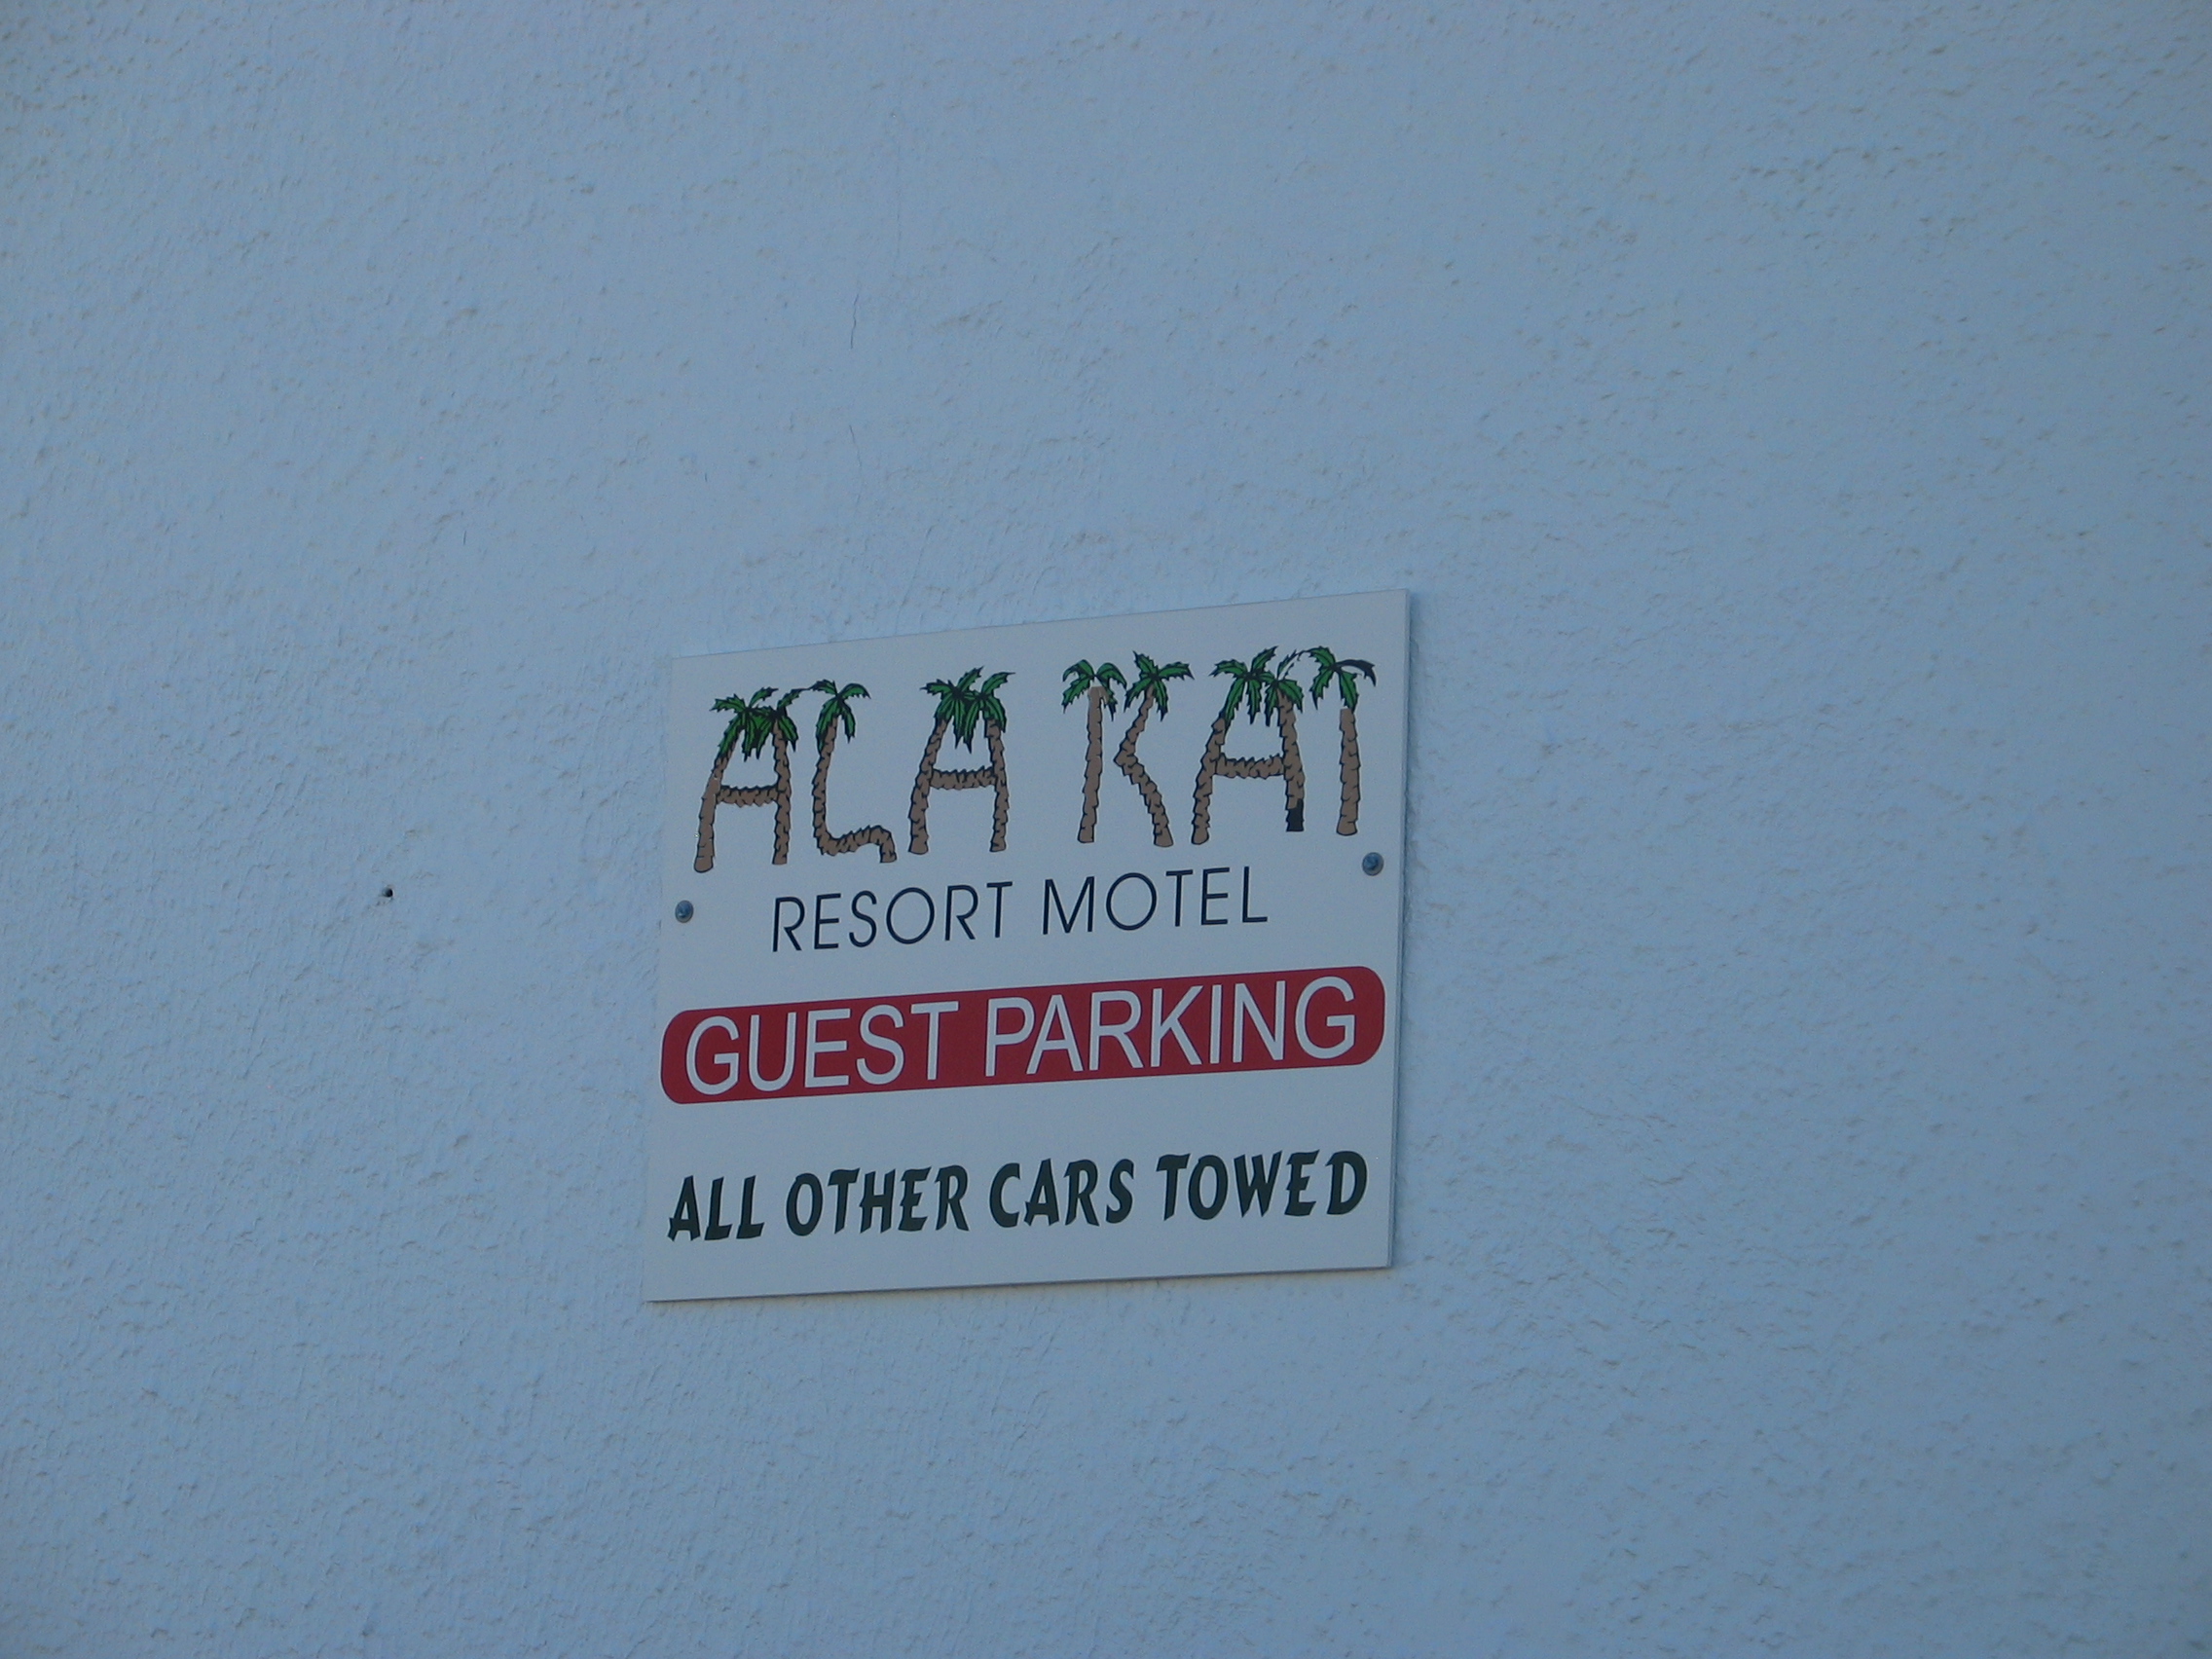 ALA KAI
RESORT MOTEL
GUEST PARKING
ALL OTHER CARS TOWED